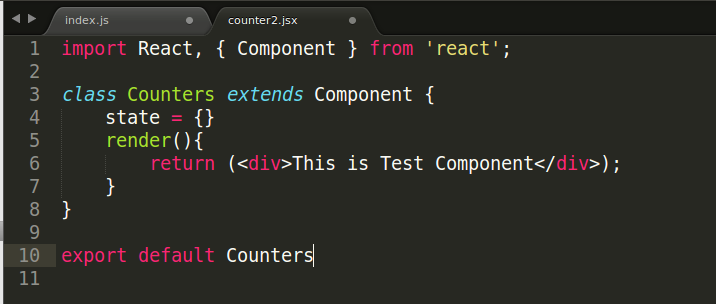 index.js
counter2.jsx
1 import React, { Component } from 'react';
2
3 class Counters extends Component {
4     state = {}
5     render(){
6         return (<div>This is Test Component</div>);
7     }
8 }
9
10 export default Counters
11